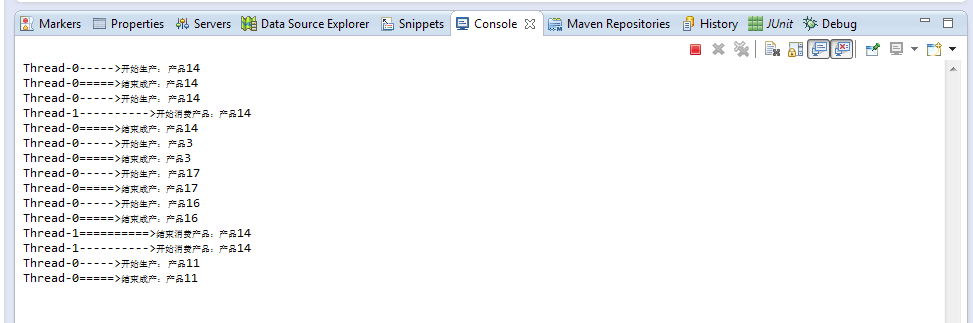 Markers Properties Servers Data Source Explorer Snippets Console Maven Repositories History JUnit Debug
Thread-0----->开始生产：产品14
Thread-0=====>结束成产：产品14
Thread-0----->开始生产：产品14
Thread-1---------->开始消费产品：产品14
Thread-0=====>结束成产：产品14
Thread-0----->开始生产：产品3
Thread-0=====>结束成产：产品3
Thread-0----->开始生产：产品17
Thread-0=====>结束成产：产品17
Thread-0----->开始生产：产品16
Thread-0=====>结束成产：产品16
Thread-1==========>结束消费产品：产品14
Thread-1---------->开始消费产品：产品14
Thread-0----->开始生产：产品11
Thread-0=====>结束成产：产品11